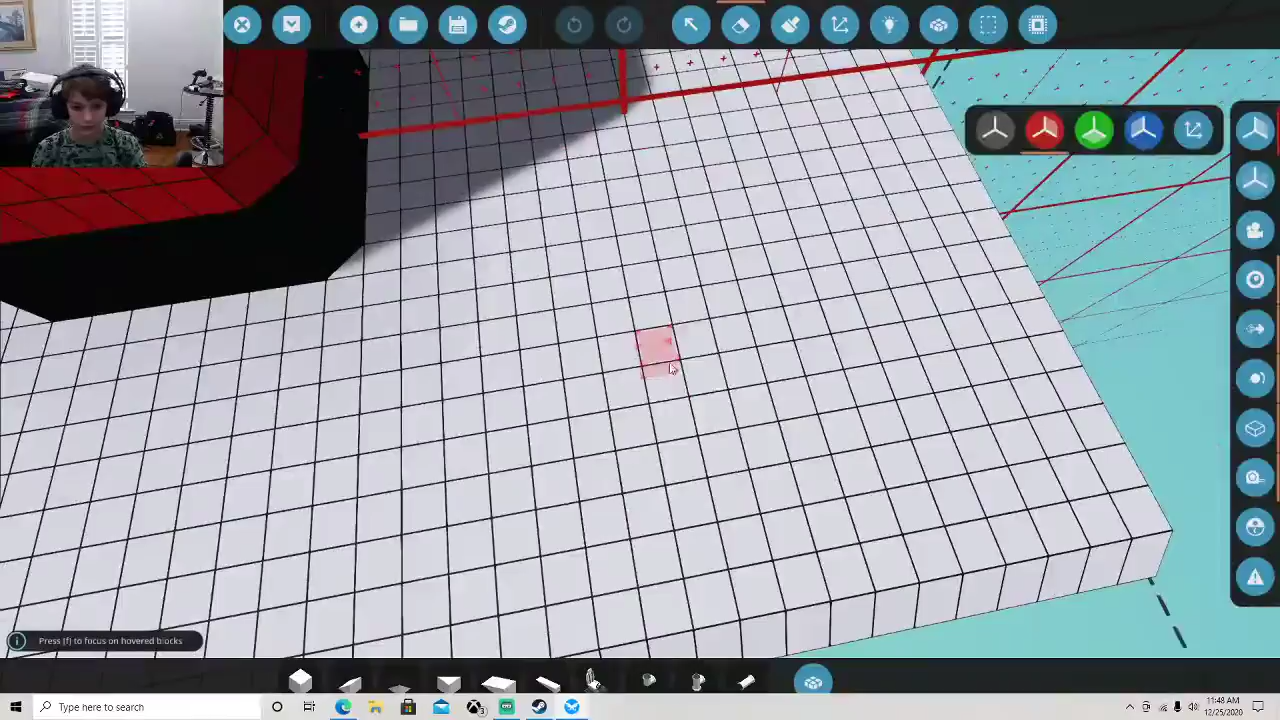 Press [f] to focus on hovered blocks
Type here to search
11:48 AM
12/25/2020